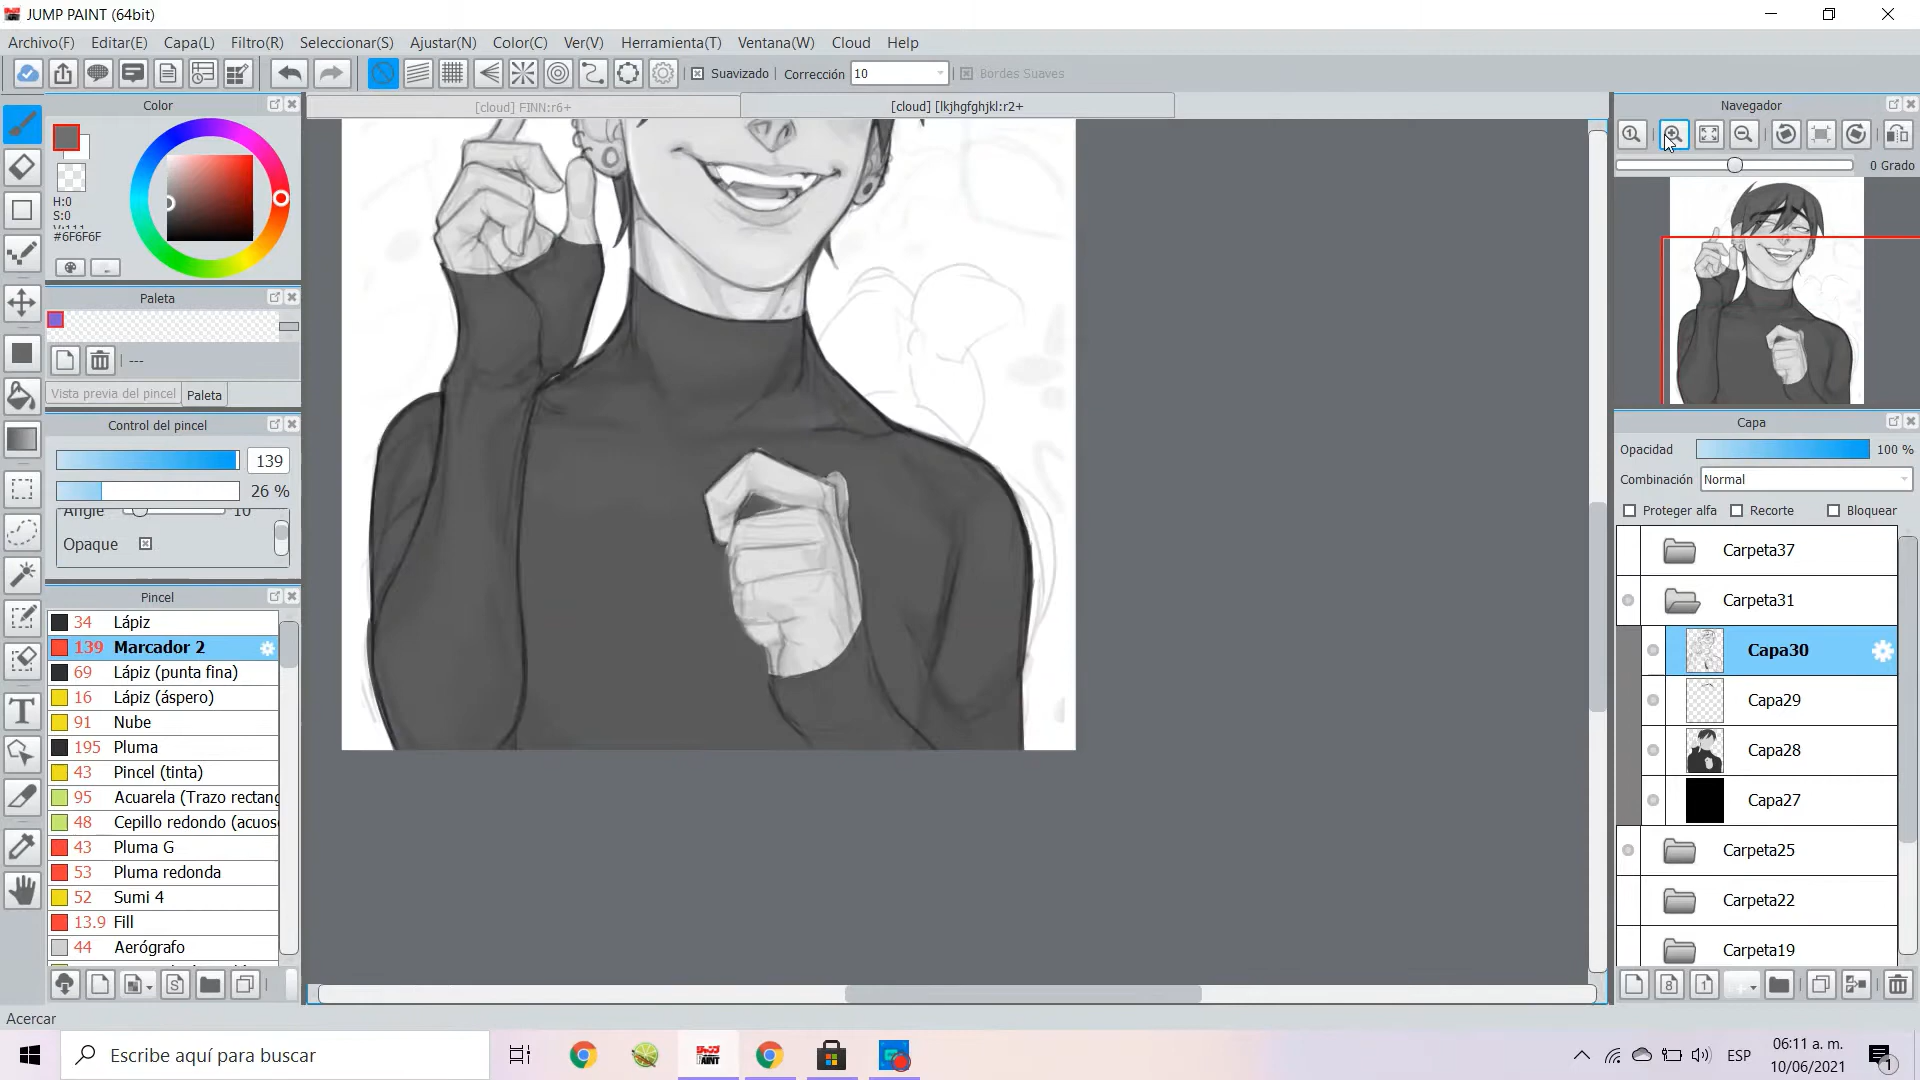 JUMP PAINT (64bit)
Archivo(F) Editar(E) Capa(L) Filtro(R) Seleccionar(S) Ajustar(N) Color(C) Ver(V) Herramienta(T) Ventana(W) Cloud Help
Suavizado Corrección 10 Bordes Suaves
Color
[cloud] FINN:r6+
[cloud] [lkjhgfghjkl:r2+
Navegador
0 Grado
H:0
S:0
V:111
#6F6F6F
Paleta
---
Vista previa del pincel Paleta
Control del pincel
139
26 %
Angle 10
Opaque
Pincel
34 Lápiz
139 Marcador 2
69 Lápiz (punta fina)
16 Lápiz (áspero)
91 Nube
195 Pluma
43 Pincel (tinta)
95 Acuarela (Trazo rectang
48 Cepillo redondo (acuos
43 Pluma G
53 Pluma redonda
52 Sumi 4
13.9 Fill
44 Aerógrafo
Capa
Opacidad 100 %
Combinación Normal
Proteger alfa Recorte Bloquear
Carpeta37
Carpeta31
Capa30
Capa29
Capa28
Capa27
Carpeta25
Carpeta22
Carpeta19
Acercar
Escribe aquí para buscar
ESP
06:11 a. m.
10/06/2021
1